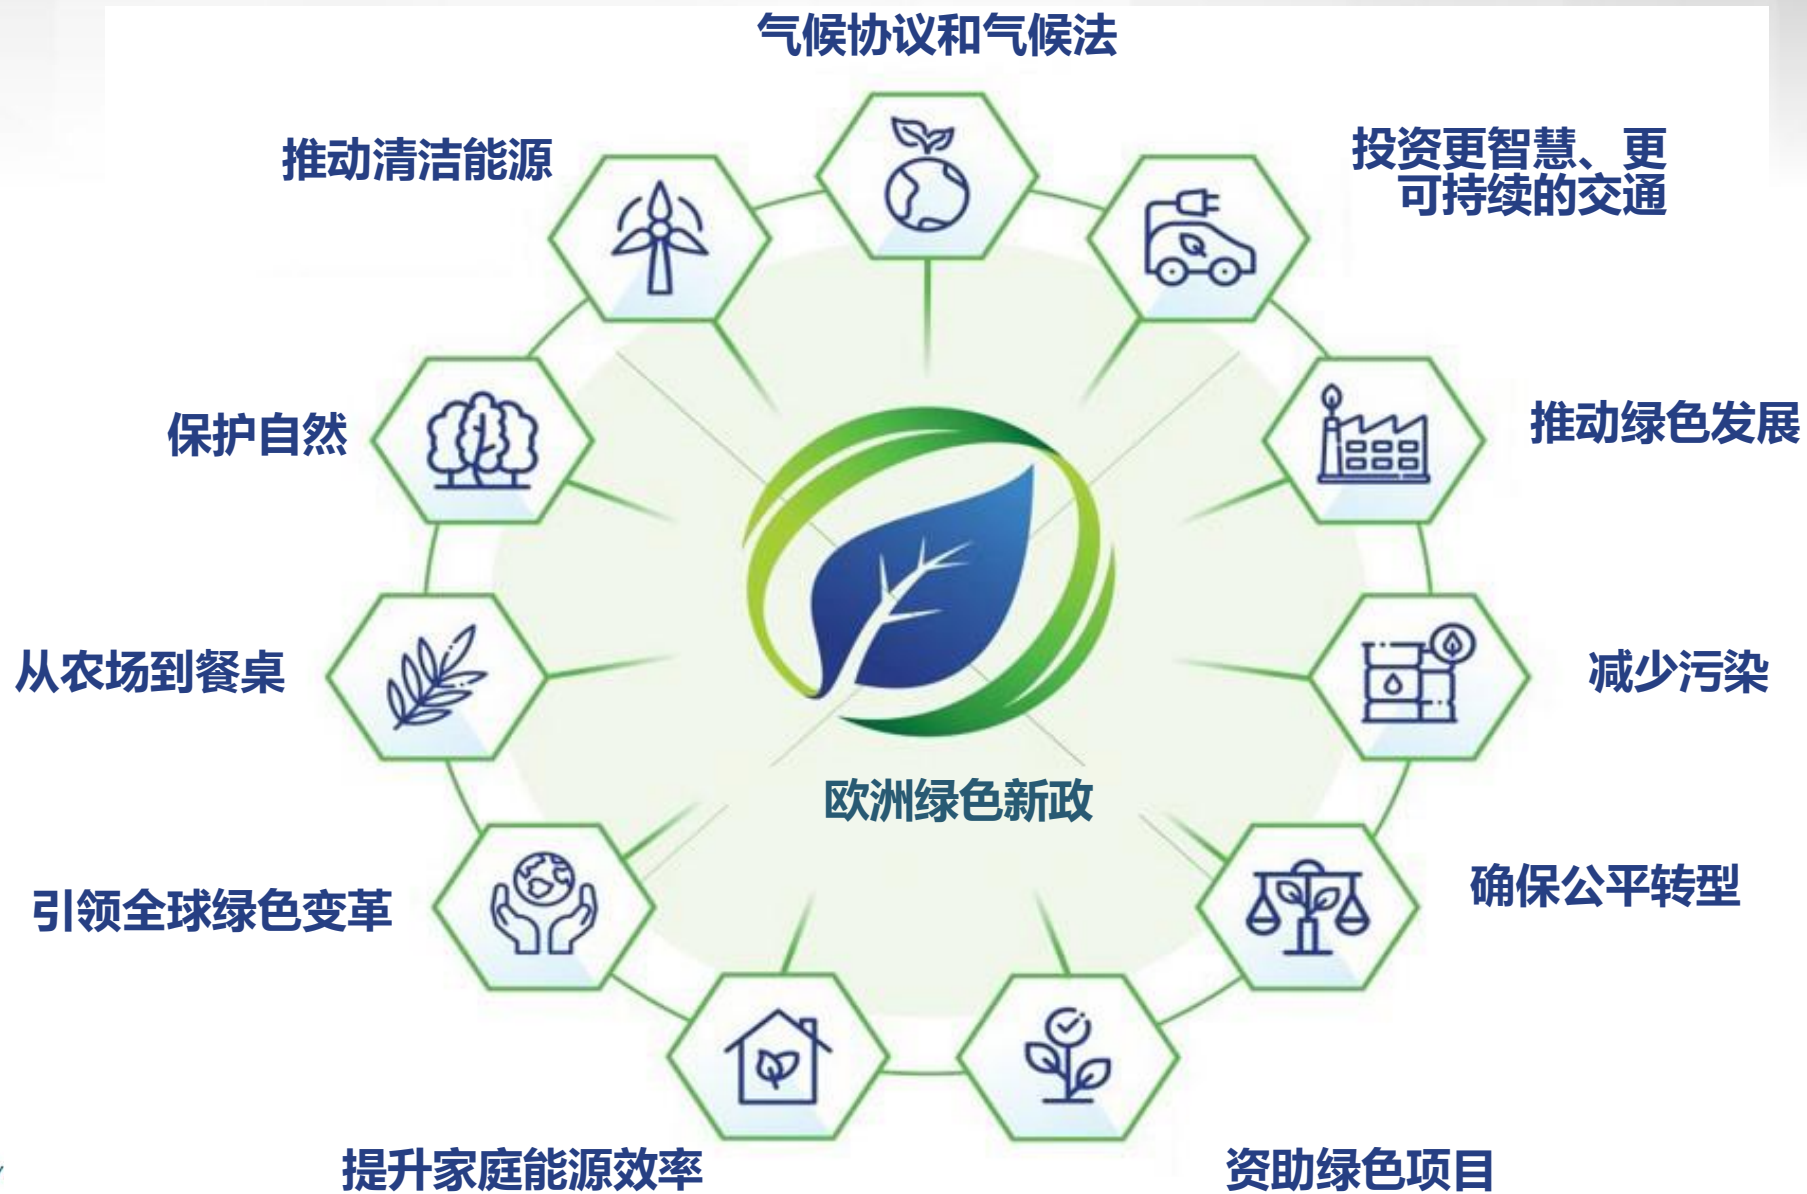 气候协议和气候法
推动清洁能源
投资更智慧、更
可持续的交通
保护自然
推动绿色发展
从农场到餐桌
减少污染
欧洲绿色新政
引领全球绿色变革
确保公平转型
提升家庭能源效率
资助绿色项目